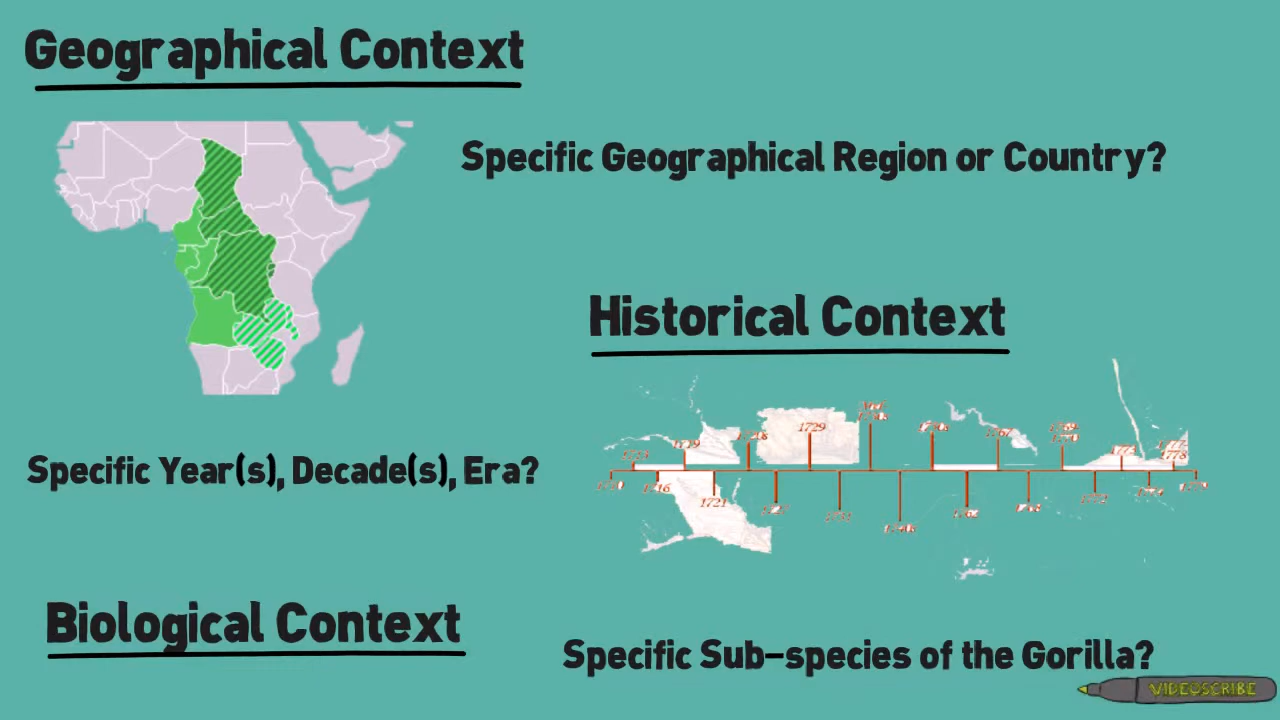 Geographical Context
Specific Geographical Region or Country?
Historical Context
1729
1721
Specific Year(s), Decade(s), Era?
Biological Context
Specific Sub-species of the Gorilla?
VIDEOSCRIBE